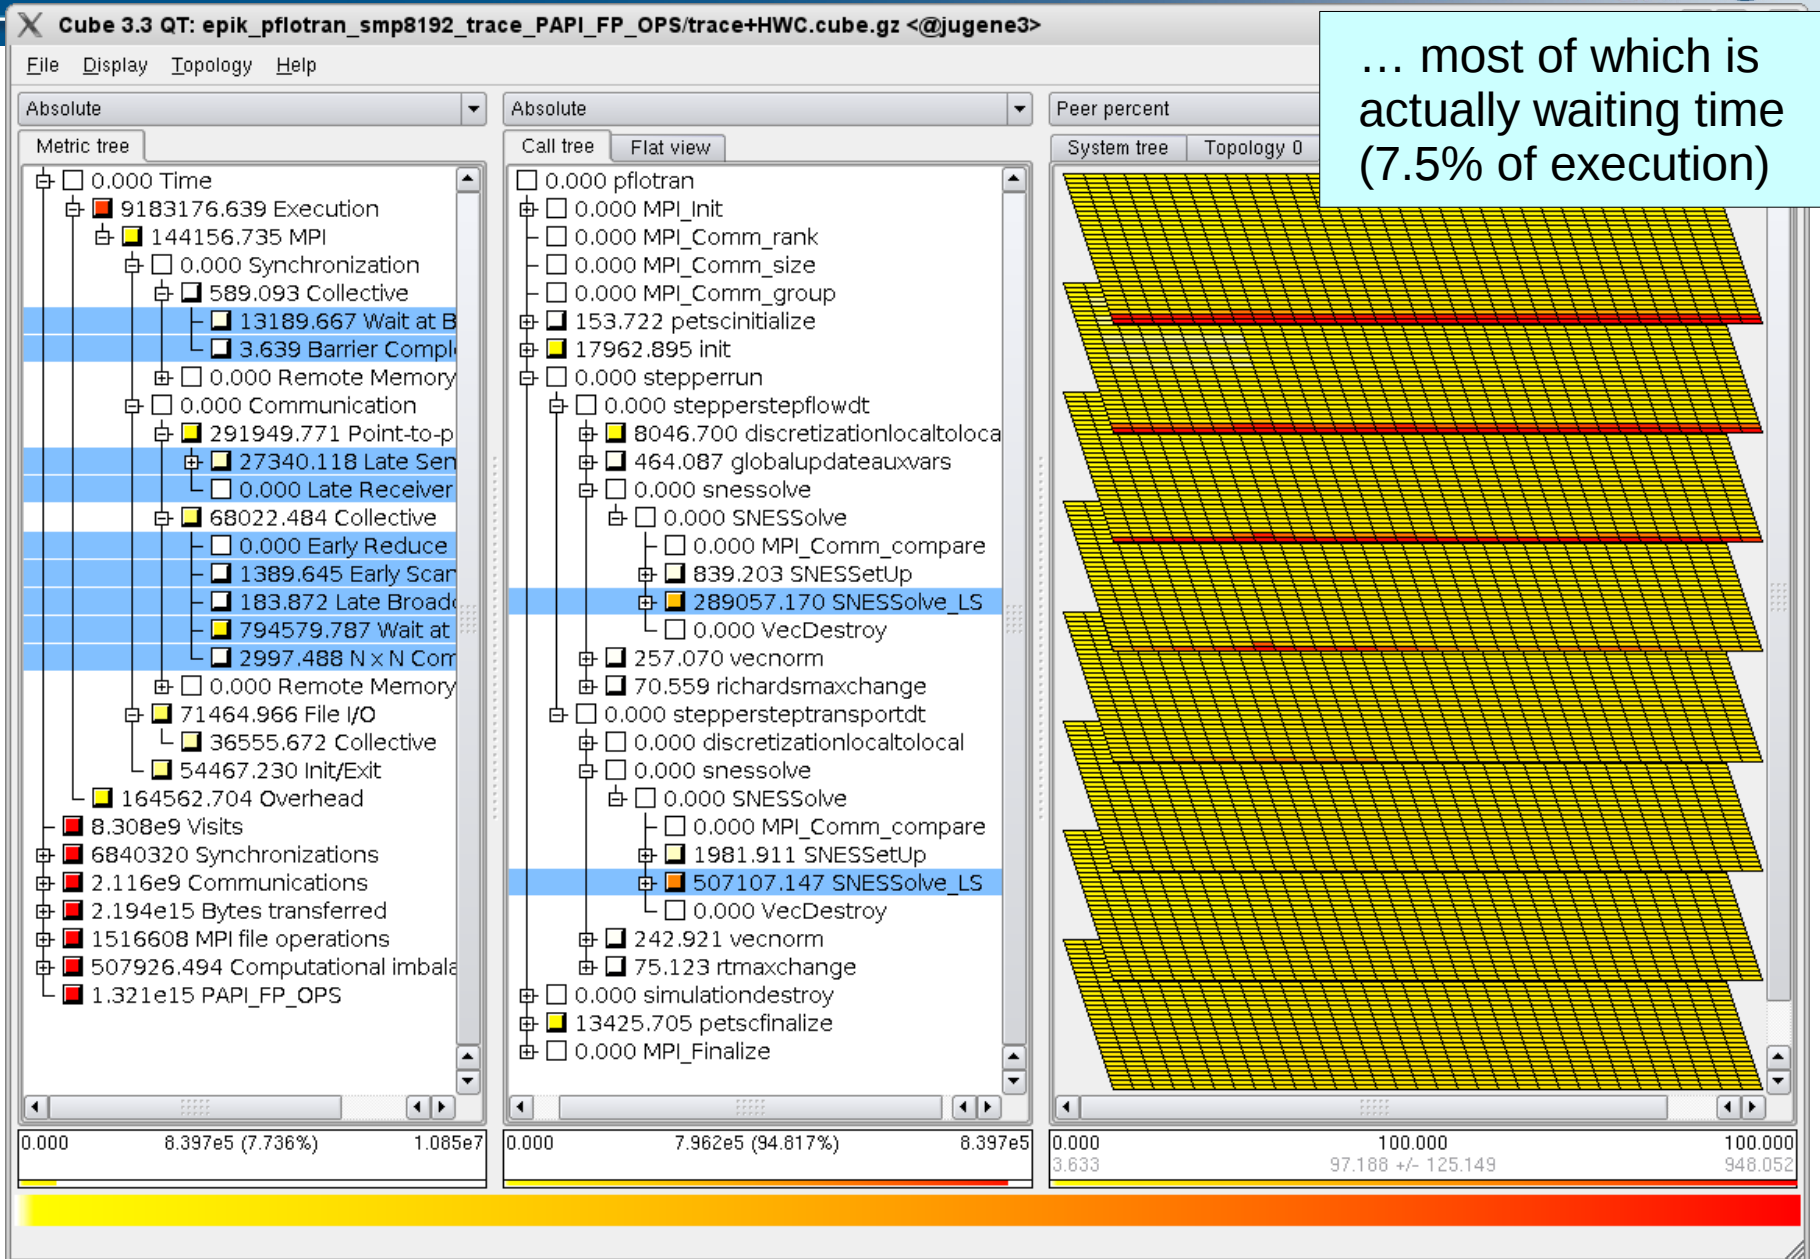 Cube 3.3 QT: epik_pflotran_smp8192_trace_PAPI_FP_OPS/trace+HWC.cube.gz <@jugene3>
… most of which is
actually waiting time
(7.5% of execution)
File Display Topology Help
Absolute
Metric tree
0.000 Time
9183176.639 Execution
144156.735 MPI
0.000 Synchronization
589.093 Collective
13189.667 Wait at B
3.639 Barrier Compl
0.000 Remote Memory
0.000 Communication
291949.771 Point-to-p
27340.118 Late Sen
0.000 Late Receiver
68022.484 Collective
0.000 Early Reduce
1389.645 Early Scan
183.872 Late Broad
794579.787 Wait at
2997.488 N x N Com
0.000 Remote Memory
71464.966 File I/O
36555.672 Collective
54467.230 Init/Exit
164562.704 Overhead
8.308e9 Visits
6840320 Synchronizations
2.116e9 Communications
2.194e15 Bytes transferred
1516608 MPI file operations
507926.494 Computational imbala
1.321e15 PAPI_FP_OPS
0.000 8.397e5 (7.736%) 1.085e7
Absolute
Call tree Flat view
0.000 pflotran
0.000 MPI_Init
0.000 MPI_Comm_rank
0.000 MPI_Comm_size
0.000 MPI_Comm_group
153.722 petscinitialize
17962.895 init
0.000 stepperrun
0.000 stepperstepflowdt
8046.700 discretizationlocaltoloca
464.087 globalupdateauxvars
0.000 snessolve
0.000 SNESSolve
0.000 MPI_Comm_compare
839.203 SNESSetUp
289057.170 SNESSolve_LS
0.000 VecDestroy
257.070 vecnorm
70.559 richardsmaxchange
0.000 steppersteptransportdt
0.000 discretizationlocaltolocal
0.000 snessolve
0.000 SNESSolve
0.000 MPI_Comm_compare
1981.911 SNESSetUp
507107.147 SNESSolve_LS
0.000 VecDestroy
242.921 vecnorm
75.123 rtmaxchange
0.000 simulationdestroy
13425.705 petscfinalize
0.000 MPI_Finalize
0.000 7.962e5 (94.817%) 8.397e5
Peer percent
System tree Topology 0
0.000 100.000 100.000
3.633 97.188 +/- 125.149 948.052